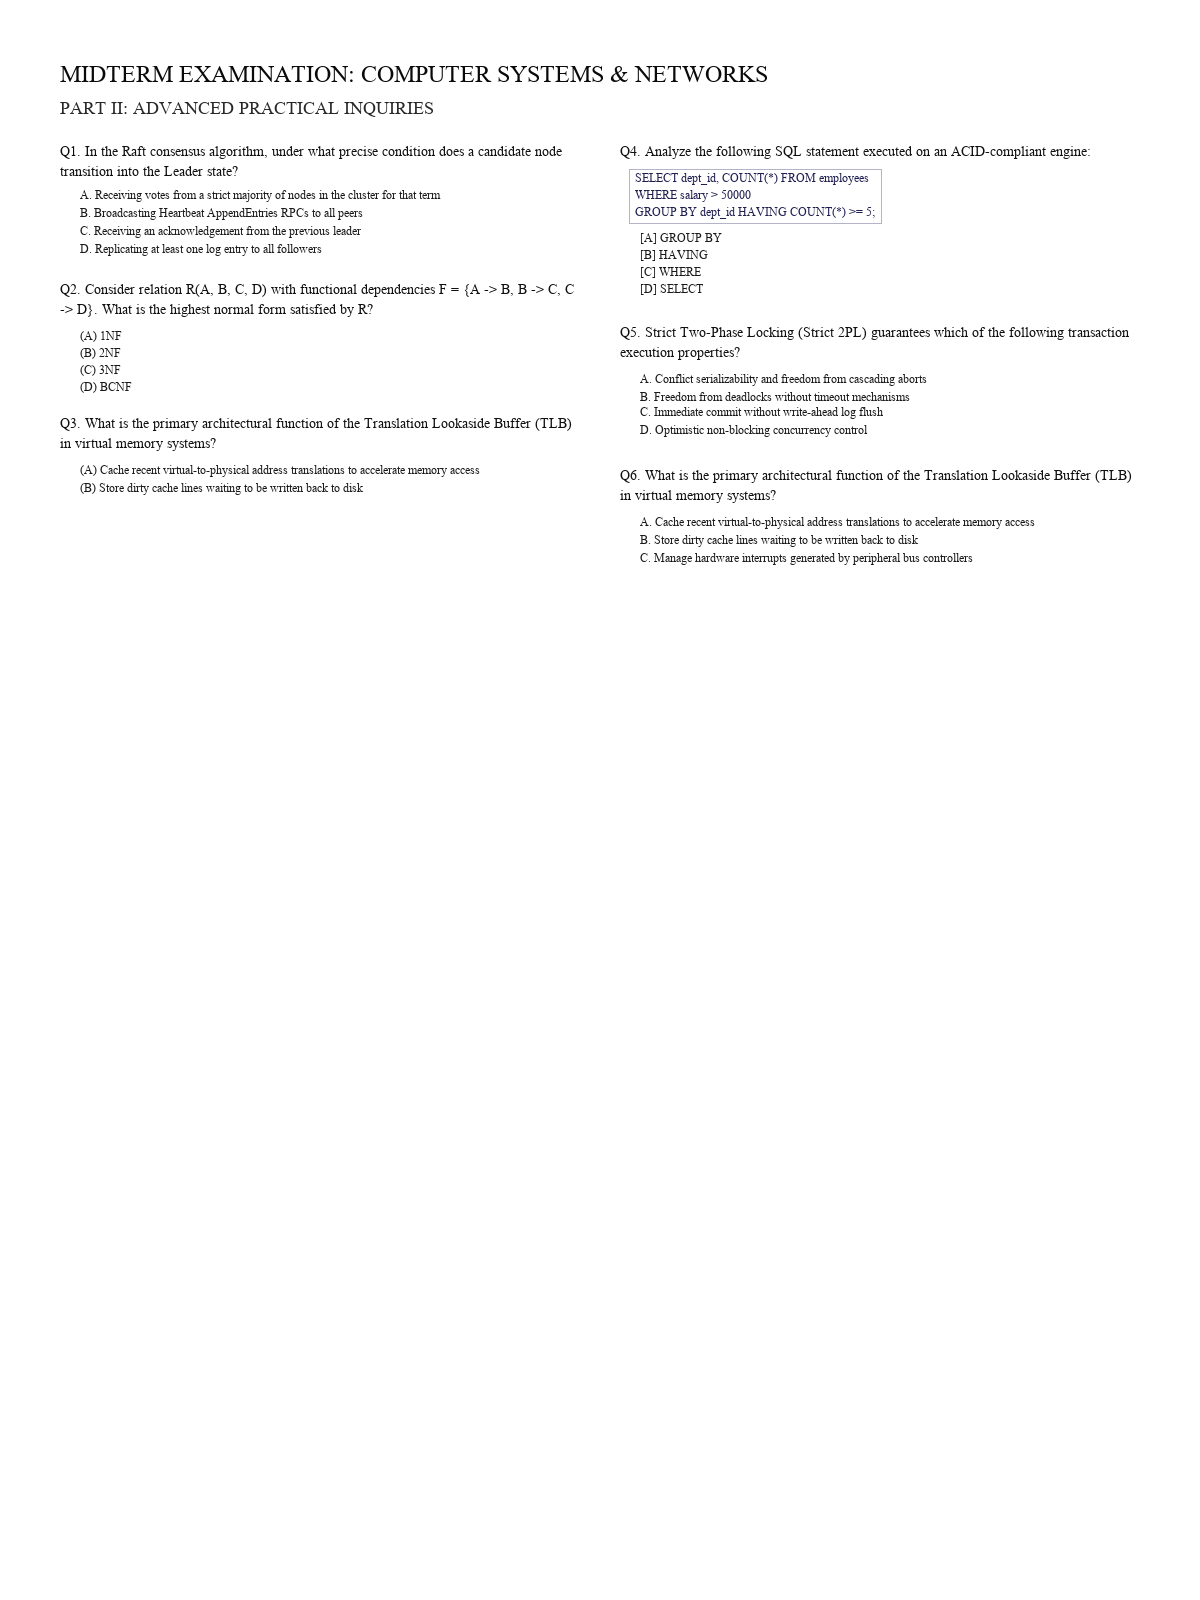 MIDTERM EXAMINATION: COMPUTER SYSTEMS & NETWORKS
PART II: ADVANCED PRACTICAL INQUIRIES
Q1. In the Raft consensus algorithm, under what precise condition does a candidate node
transition into the Leader state?
A. Receiving votes from a strict majority of nodes in the cluster for that term
B. Broadcasting Heartbeat AppendEntries RPCs to all peers
C. Receiving an acknowledgement from the previous leader
D. Replicating at least one log entry to all followers
Q2. Consider relation R(A, B, C, D) with functional dependencies F = {A -> B, B -> C, C
-> D}. What is the highest normal form satisfied by R?
(A) 1NF
(B) 2NF
(C) 3NF
(D) BCNF
Q3. What is the primary architectural function of the Translation Lookaside Buffer (TLB)
in virtual memory systems?
(A) Cache recent virtual-to-physical address translations to accelerate memory access
(B) Store dirty cache lines waiting to be written back to disk
Q4. Analyze the following SQL statement executed on an ACID-compliant engine:
SELECT dept_id, COUNT(*) FROM employees
WHERE salary > 50000
GROUP BY dept_id HAVING COUNT(*) >= 5;
[A] GROUP BY
[B] HAVING
[C] WHERE
[D] SELECT
Q5. Strict Two-Phase Locking (Strict 2PL) guarantees which of the following transaction
execution properties?
A. Conflict serializability and freedom from cascading aborts
B. Freedom from deadlocks without timeout mechanisms
C. Immediate commit without write-ahead log flush
D. Optimistic non-blocking concurrency control
Q6. What is the primary architectural function of the Translation Lookaside Buffer (TLB)
in virtual memory systems?
A. Cache recent virtual-to-physical address translations to accelerate memory access
B. Store dirty cache lines waiting to be written back to disk
C. Manage hardware interrupts generated by peripheral bus controllers